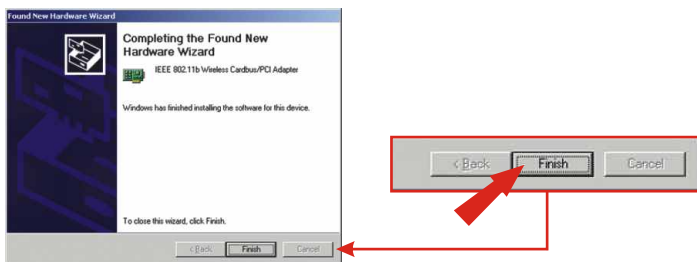 Found New Hardware Wizard
Completing the Found New
Hardware Wizard
IEEE 802.11b Wireless Cardbus/PCI Adapter
Windows has finished installing the software for this device.
To close this wizard, click Finish.
< Back
Finish
Cancel
< Back
Finish
Cancel